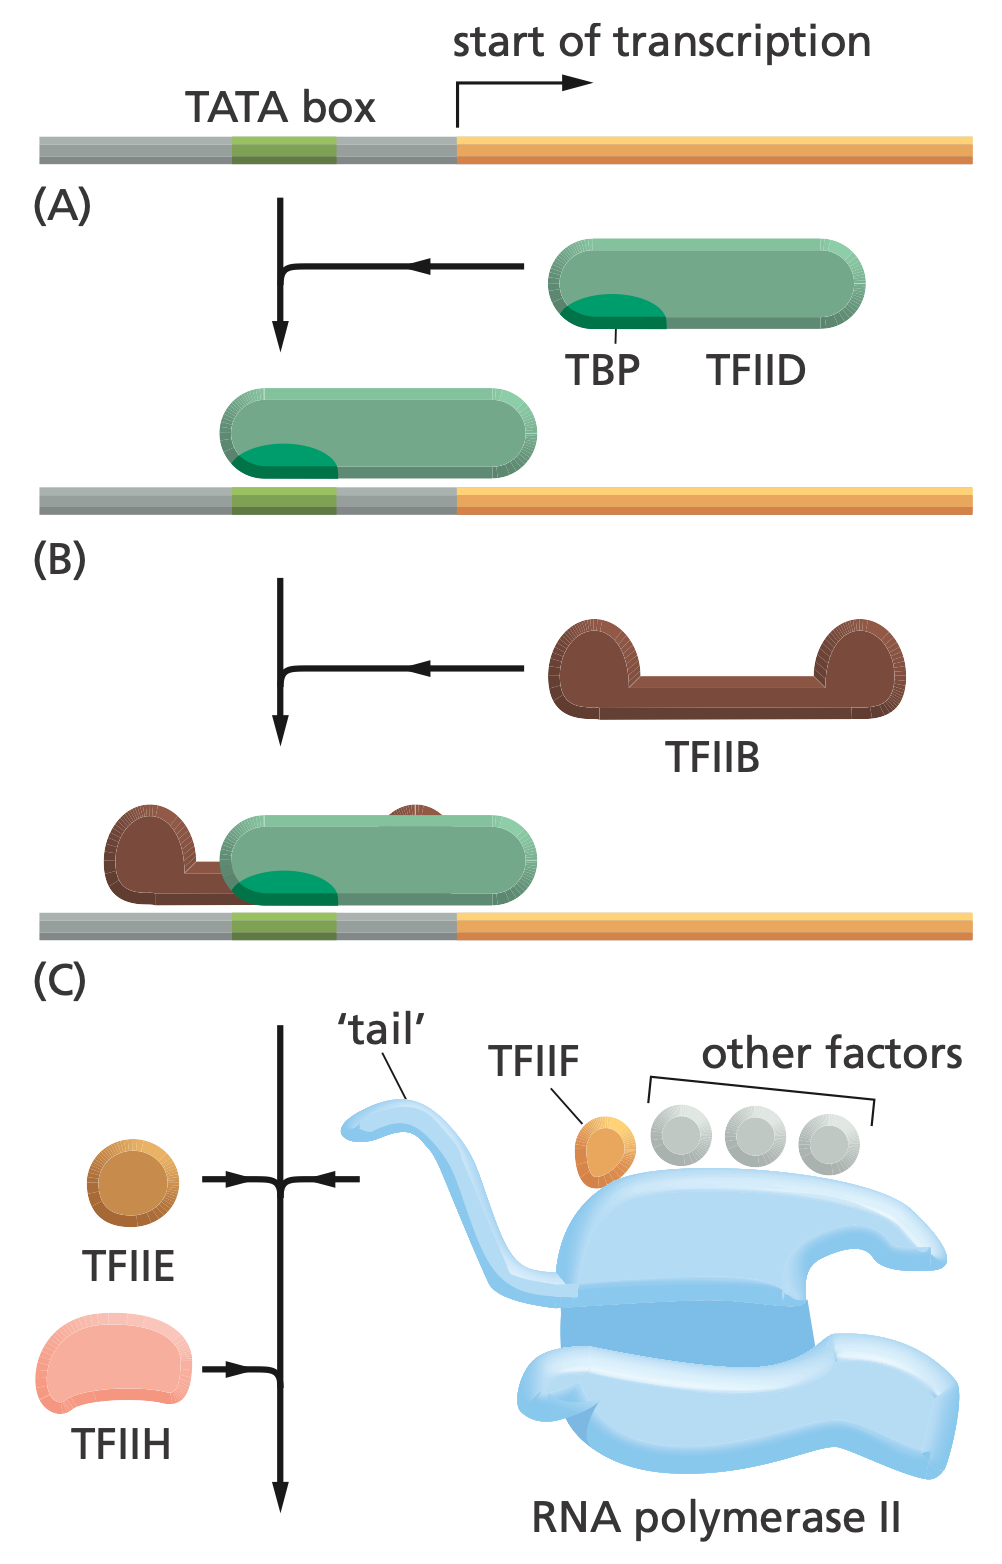 start of transcription
TATA box
(A)
TBP
TFIID
(B)
TFIIB
(C)
‘tail’
TFIIF
other factors
TFIIE
TFIIH
RNA polymerase II